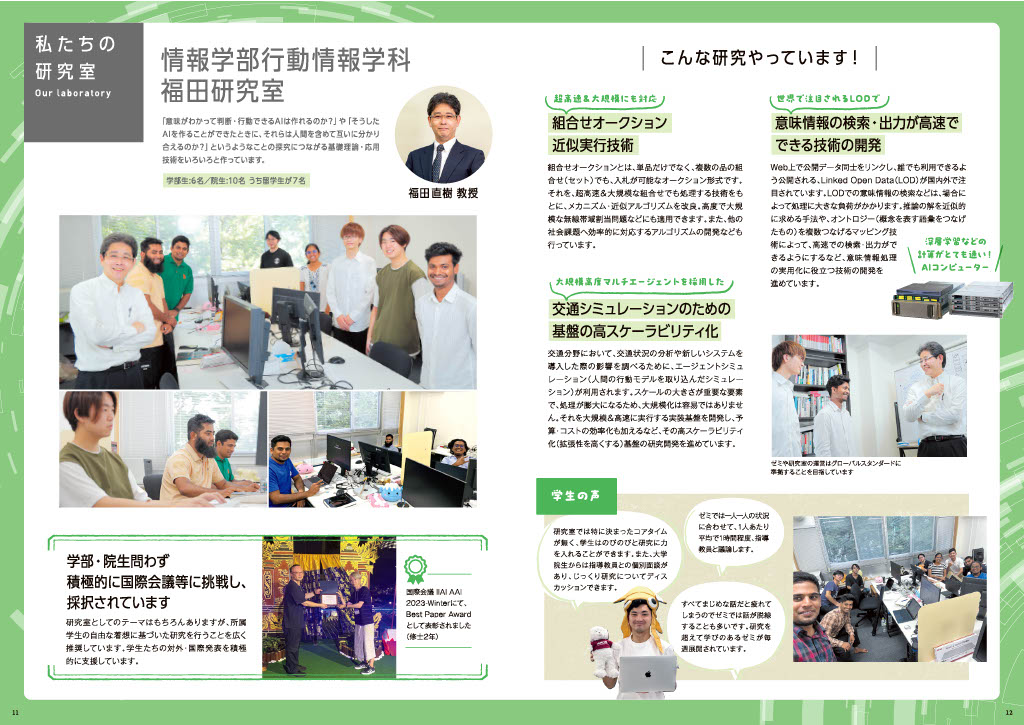 私たちの
研究室
Our laboratory
情報学部行動情報学科
福田研究室
「意味がわかって判断・行動できるAIは作れるのか?」や「そうした
AIを作ることができたときに、それらは人間を含めて互いに分かり
合えるのか?」というようなことの探究につながる基礎理論・応用
技術をいろいろと作っています。
学部生:6名/院生:10名 うち留学生が7名
福田 直樹 教授
学部・院生問わず
積極的に国際会議等に挑戦し、
採択されています
研究室としてのテーマはもちろんありますが、所属
学生の自由な着想に基づいた研究を行うことを広く
推奨しています。学生たちの対外・国際発表を積極
的に支援しています。
国際会議 IIAI AAI
2023-Winterにて、
Best Paper Award
として表彰されました
(修士2年)
11
こんな研究やっています!
超高速&大規模にも対応
組合せオークション
近似実行技術
組合せオークションとは、単品だけでなく、複数の品の組
合せ(セット)でも、入札が可能なオークション形式です。
それを、超高速&大規模な組合せでも処理する技術をも
とに、メカニズム・近似アルゴリズムを改良。高度で大規
模な無線帯域割当問題などにも適用できます。また、他の
社会課題へ効率的に対応するアルゴリズムの開発なども
行っています。
大規模高度マルチエージェントを採用した
交通シミュレーションのための
基盤の高スケーラビリティ化
交通分野において、交通状況の分析や新しいシステムを
導入した際の影響を調べるために、エージェントシミュ
レーション(人間の行動モデルを取り込んだシミュレー
ション)が利用されます。スケールの大きさが重要な要素
で、処理が膨大になるため、大規模化は容易ではありませ
ん。それを大規模&高速に実行する実装基盤を開発し、予
算・コストの効率化も加えるなど、その高スケーラビリティ
化(拡張性を高くする)基盤の研究開発を進めています。
世界で注目されるLODで
意味情報の検索・出力が高速で
できる技術の開発
Web上で公開データ同士をリンクし、誰でも利用できるよ
う公開される、Linked Open Data(LOD)が国内外で注
目されています。LODでの意味情報の検索などは、場合に
よって処理に大きな負荷がかかります。推論の解を近似的
に求める手法や、オントロジー(概念を表す語彙をつなげ
たもの)を複数つなげるマッピング技
術によって、高速での検索・出力がで
きるようにするなど、意味情報処理
の実用化に役立つ技術の開発を
進めています。
深層学習などの
計算がとても速い!
AIコンピューター
ゼミや研究室の運営はグローバルスタンダードに
準拠することを目指しています
学生の声
研究室では特に決まったコアタイム
が無く、学生はのびのびと研究に力
を入れることができます。また、大学
院生からは指導教員との個別面談が
あり、じっくり研究についてディス
カッションできます。
ゼミでは一人一人の状況
に合わせて、1人あたり
平均で1時間程度、指導
教員と議論します。
すべてまじめな話だと疲れて
しまうのでゼミでは話が脱線
することも多いです。研究を
超えて学びのあるゼミが毎
週展開されています。
12